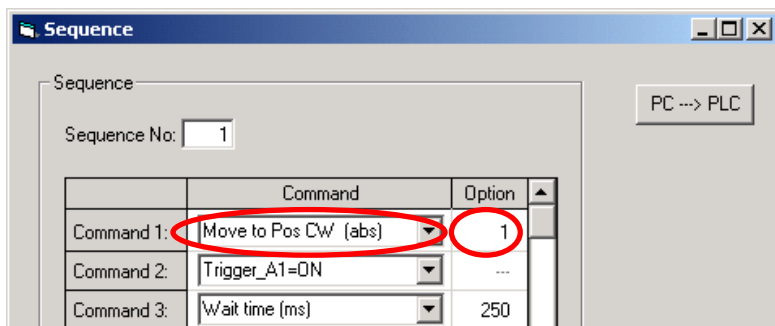 Sequence
Sequence
PC ---> PLC
Sequence No: 1
Command Option
Command 1: Move to Pos CW (abs) 1
Command 2: Trigger_A1=ON ---
Command 3: Wait time (ms) 250